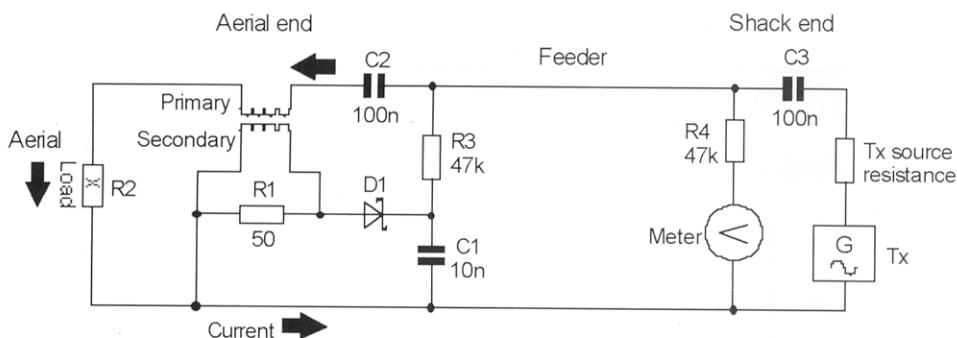 Aerial end
Shack end
C2
100n
Feeder
C3
100n
Primary
Secondary
Aerial
Load
R2
R1
50
D1
R3
47k
C1
10n
R4
47k
Meter
V
Tx source
resistance
G
Tx
Current